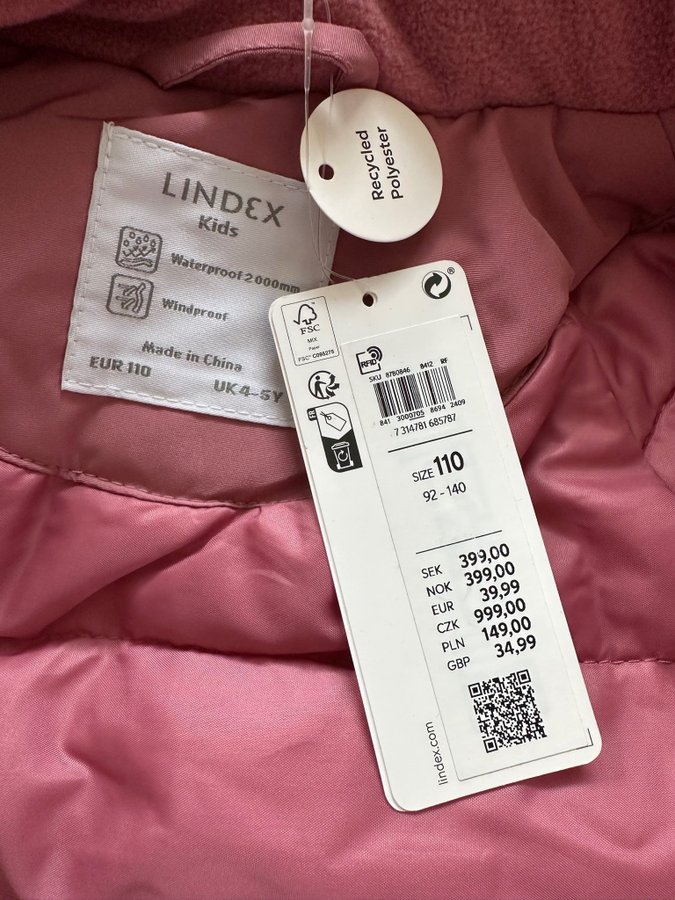 LINDEX
Kids
Waterproof 2000mm
Windproof
Made in China
EUR 110
UK 4-5Y
Recycled
Polyester
FSC
MIX
Paper
FSC® C098275
®
RFID
SKU 8780846 8412 RF
841 3000705 8694 2409
7 314781 685787
FR
SIZE 110
92 - 140
SEK 399,00
NOK 399,00
EUR 39,99
CZK 999,00
PLN 149,00
GBP 34,99
lindex.com